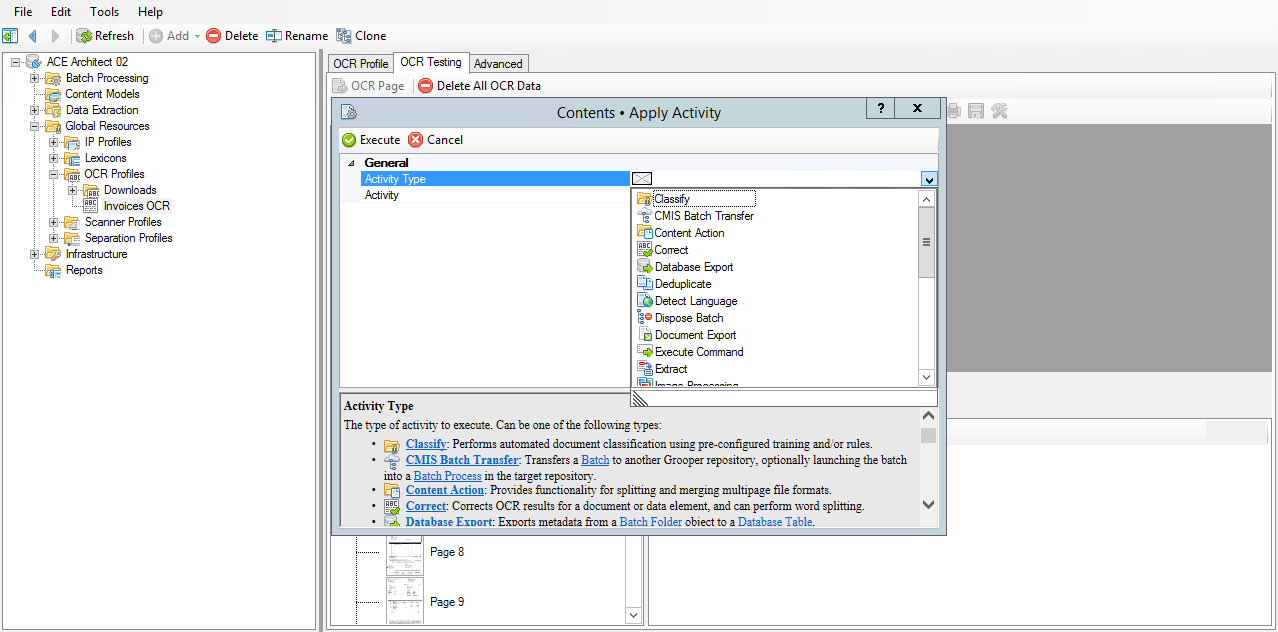 File Edit Tools Help
Refresh Add Delete Rename Clone
ACE Architect 02
Batch Processing
Content Models
Data Extraction
Global Resources
IP Profiles
Lexicons
OCR Profiles
Downloads
Invoices OCR
Scanner Profiles
Separation Profiles
Infrastructure
Reports
OCR Profile OCR Testing Advanced
OCR Page Delete All OCR Data
Contents • Apply Activity ? X
Execute Cancel
General
Activity Type
Activity
Classify
CMIS Batch Transfer
Content Action
Correct
Database Export
Deduplicate
Detect Language
Dispose Batch
Document Export
Execute Command
Extract
Image Processing
Activity Type
The type of activity to execute. Can be one of the following types:
• Classify: Performs automated document classification using pre-configured training and/or rules.
• CMIS Batch Transfer: Transfers a Batch to another Grooper repository, optionally launching the batch
into a Batch Process in the target repository.
• Content Action: Provides functionality for splitting and merging multipage file formats.
• Correct: Corrects OCR results for a document or data element, and can perform word splitting.
• Database Export: Exports metadata from a Batch Folder object to a Database Table.
Page 8
Page 9